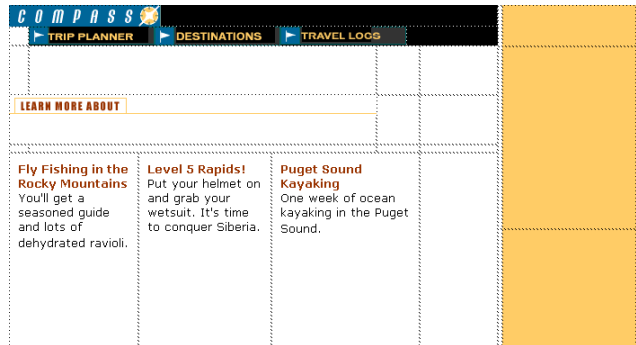 COMPASS
TRIP PLANNER DESTINATIONS TRAVEL LOGS
LEARN MORE ABOUT
Fly Fishing in the
Rocky Mountains
You'll get a
seasoned guide
and lots of
dehydrated ravioli.
Level 5 Rapids!
Put your helmet on
and grab your
wetsuit. It's time
to conquer Siberia.
Puget Sound
Kayaking
One week of ocean
kayaking in the Puget
Sound.